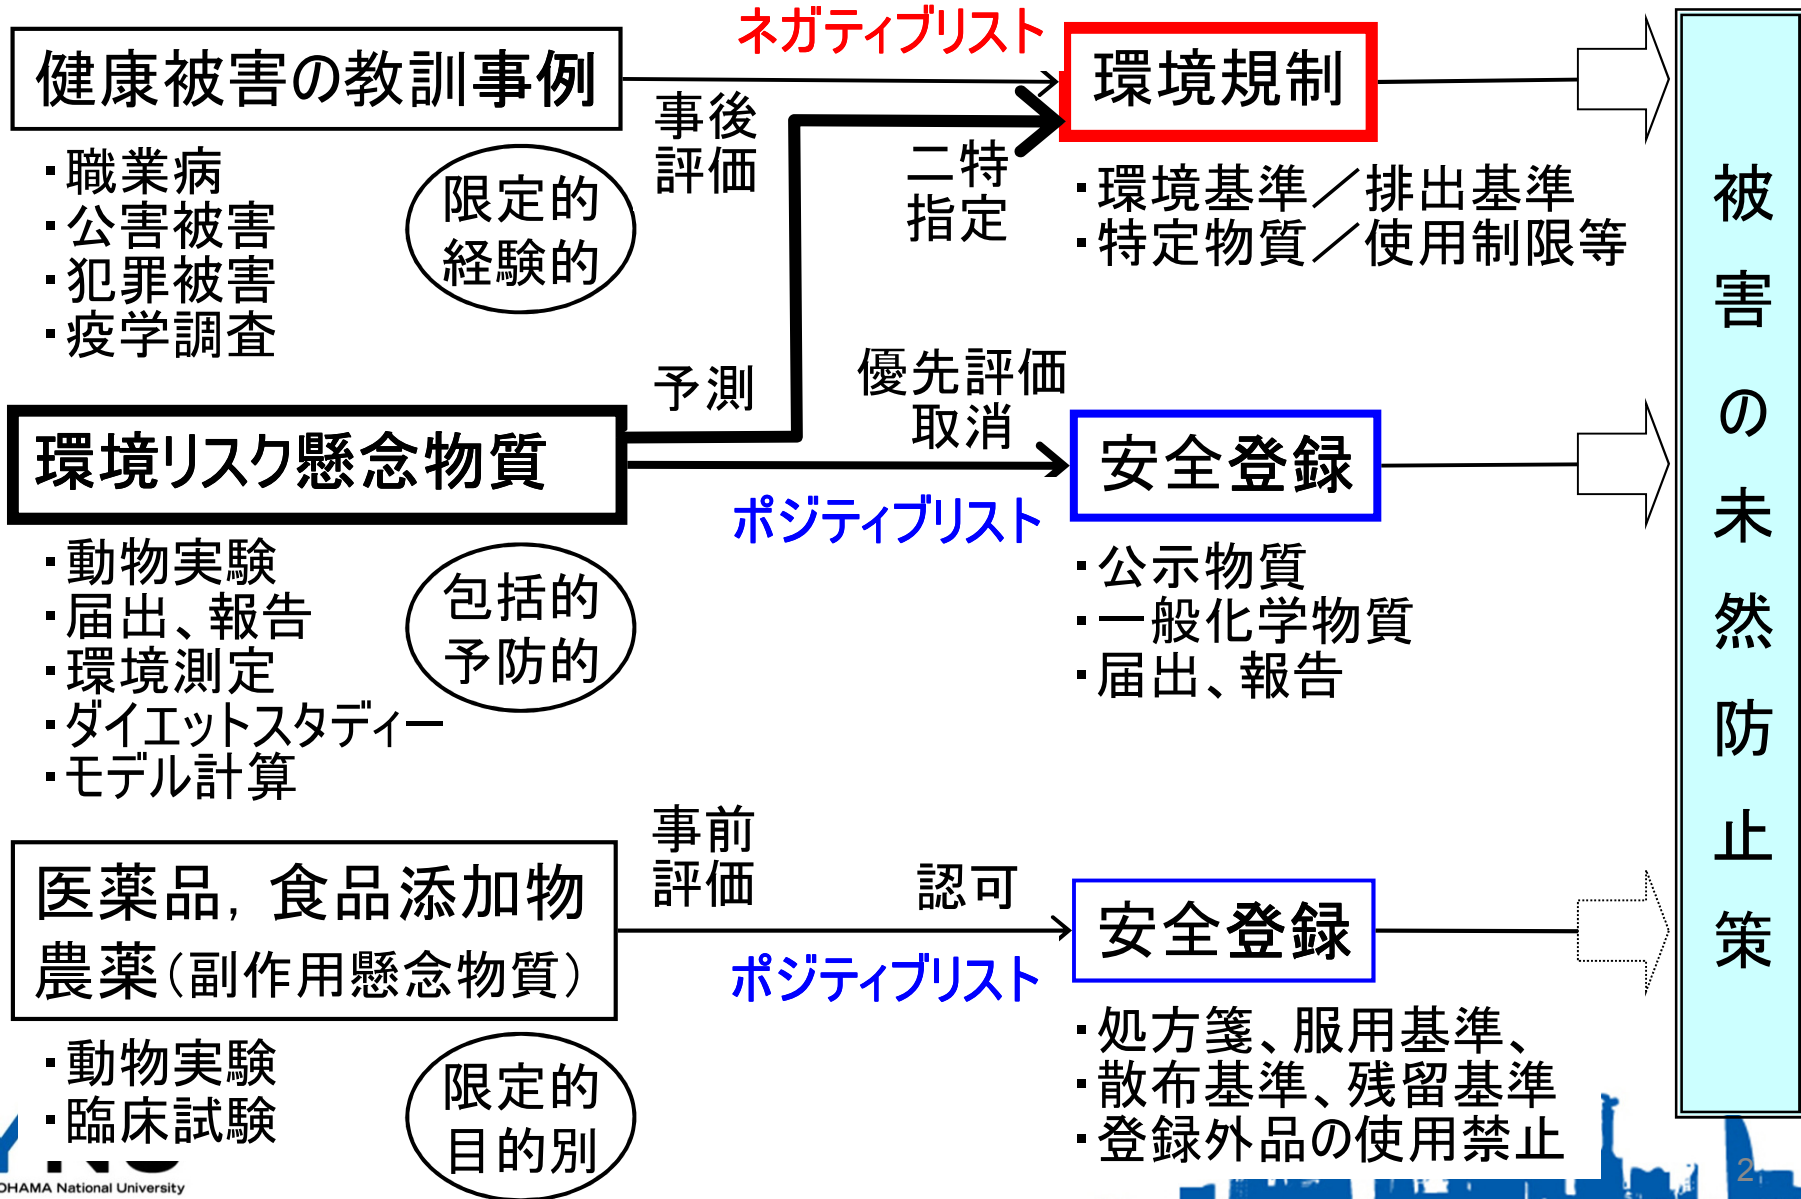 ネガティブリスト
健康被害の教訓事例
事後
評価
環境規制
・職業病
・公害被害
・犯罪被害
・疫学調査
限定的
経験的
二特
指定
・環境基準／排出基準
・特定物質／使用制限等
予測
優先評価
取消
環境リスク懸念物質
安全登録
ポジティブリスト
・動物実験
・届出、報告
・環境測定
・ダイエットスタディー
・モデル計算
包括的
予防的
・公示物質
・一般化学物質
・届出、報告
事前
評価
認可
医薬品，食品添加物
農薬（副作用懸念物質）
安全登録
ポジティブリスト
・動物実験
・臨床試験
限定的
目的別
・処方箋、服用基準、
・散布基準、残留基準
・登録外品の使用禁止
被害の未然防止策
OHAMA National University
2